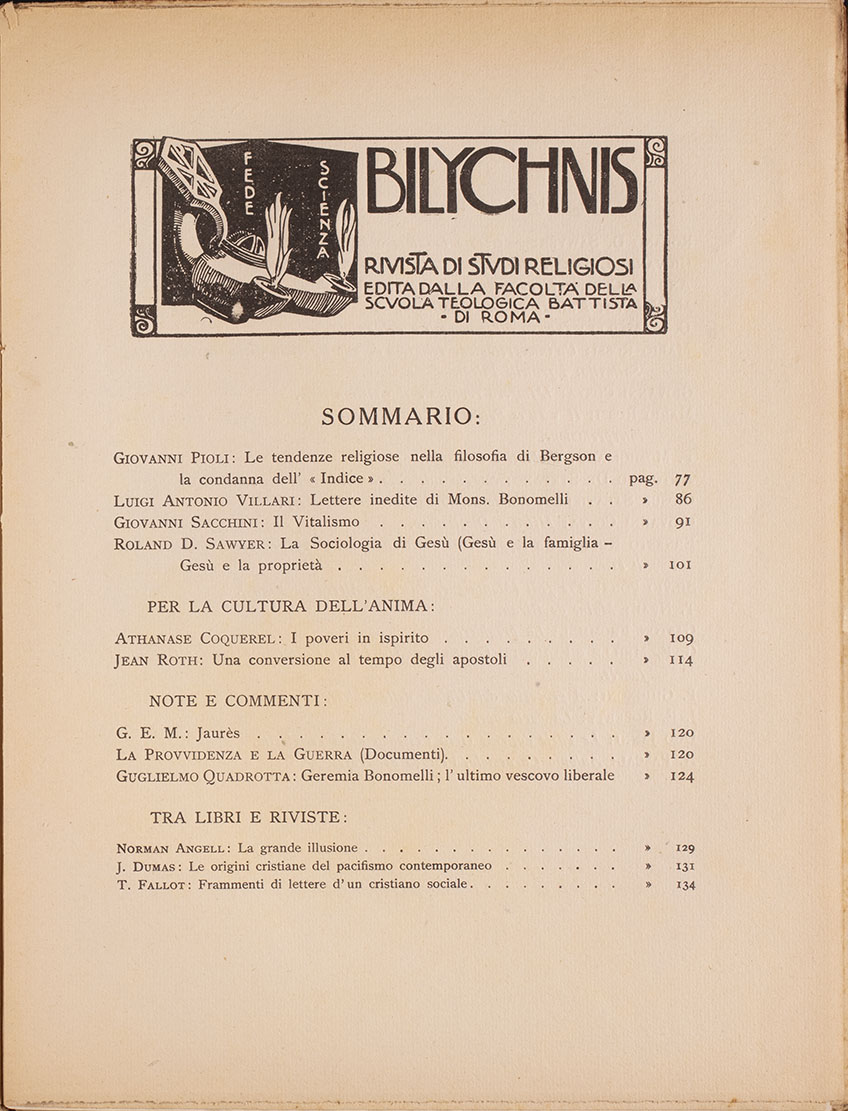 FEDE
SCIENZA
BILYCHNIS
RIVISTA DI STVDI RELIGIOSI
EDITA DALLA FACOLTÀ DELLA
SCVOLA TEOLOGICA BATTISTA
- DI ROMA -
SOMMARIO:
GIOVANNI PIOLI: Le tendenze religiose nella filosofia di Bergson e
la condanna dell' « Indice » . . . . . . . . . . . . pag. 77
LUIGI ANTONIO VILLARI: Lettere inedite di Mons. Bonomelli . . » 86
GIOVANNI SACCHINI: Il Vitalismo . . . . . . . . . . . . » 91
ROLAND D. SAWYER: La Sociologia di Gesù (Gesù e la famiglia –
Gesù e la proprietà . . . . . . . . . . . . . . » 101
PER LA CULTURA DELL'ANIMA:
ATHANASE COQUEREL: I poveri in ispirito . . . . . . . . . » 109
JEAN ROTH: Una conversione al tempo degli apostoli . . . . . » 114
NOTE E COMMENTI:
G. E. M.: Jaurès . . . . . . . . . . . . . . . . . » 120
LA PROVVIDENZA E LA GUERRA (Documenti). . . . . . . . . » 120
GUGLIELMO QUADROTTA: Geremia Bonomelli; l'ultimo vescovo liberale » 124
TRA LIBRI E RIVISTE:
NORMAN ANGELL: La grande illusione . . . . . . . . . . . . . . . » 129
J. DUMAS: Le origini cristiane del pacifismo contemporaneo . . . . . . . » 131
T. FALLOT: Frammenti di lettere d'un cristiano sociale . . . . . . . . . » 134